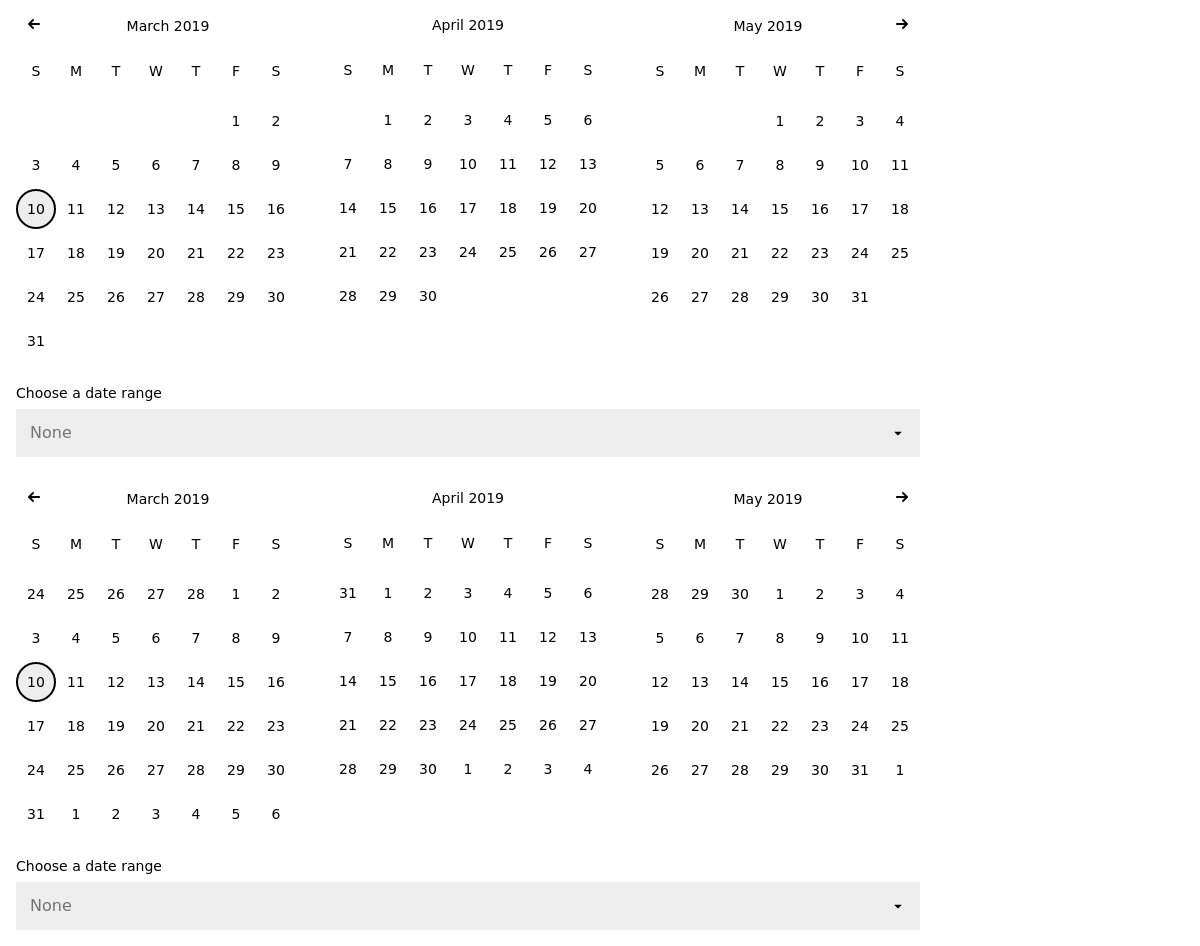 March 2019 April 2019 May 2019
S M T W T F S S M T W T F S S M T W T F S
1 2 1 2 3 4 5 6 1 2 3 4
3 4 5 6 7 8 9 7 8 9 10 11 12 13 5 6 7 8 9 10 11
10 11 12 13 14 15 16 14 15 16 17 18 19 20 12 13 14 15 16 17 18
17 18 19 20 21 22 23 21 22 23 24 25 26 27 19 20 21 22 23 24 25
24 25 26 27 28 29 30 28 29 30 26 27 28 29 30 31
31
Choose a date range
None
March 2019 April 2019 May 2019
S M T W T F S S M T W T F S S M T W T F S
24 25 26 27 28 1 2 31 1 2 3 4 5 6 28 29 30 1 2 3 4
3 4 5 6 7 8 9 7 8 9 10 11 12 13 5 6 7 8 9 10 11
10 11 12 13 14 15 16 14 15 16 17 18 19 20 12 13 14 15 16 17 18
17 18 19 20 21 22 23 21 22 23 24 25 26 27 19 20 21 22 23 24 25
24 25 26 27 28 29 30 28 29 30 1 2 3 4 26 27 28 29 30 31 1
31 1 2 3 4 5 6
Choose a date range
None